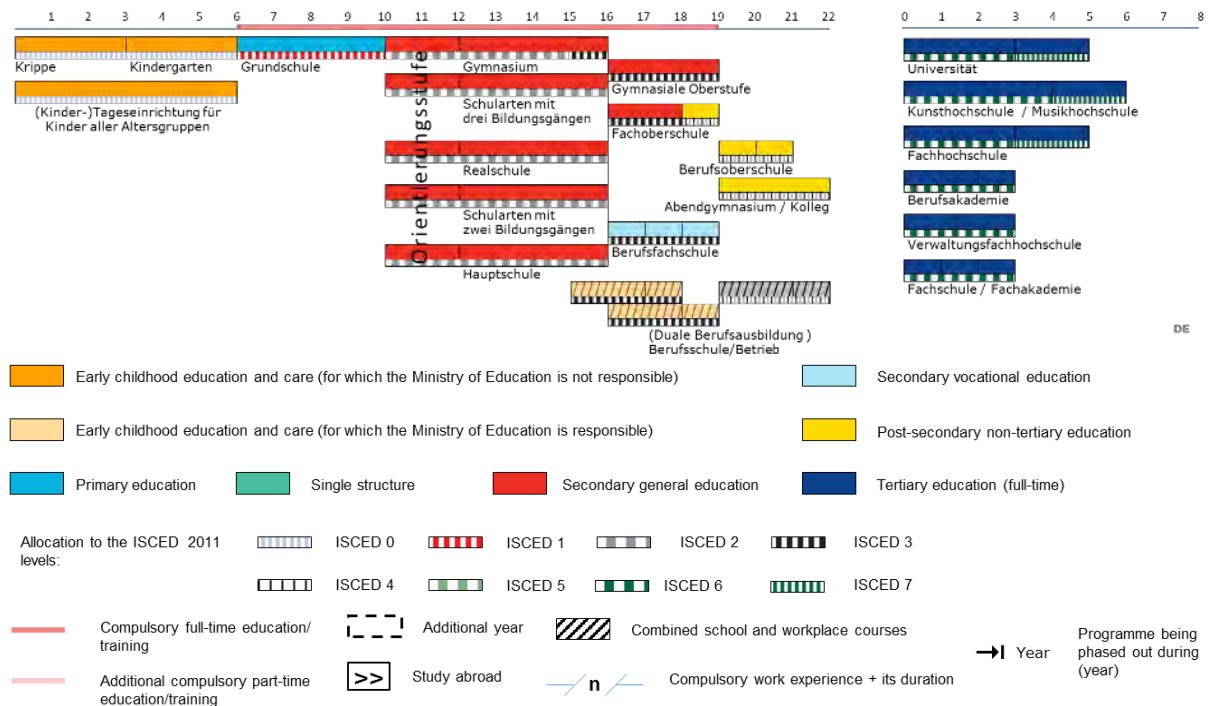 1 2 3 4 5 6 7 8 9 10 11 12 13 14 15 16 17 18 19 20 21 22
0 1 2 3 4 5 6 7 8
Krippe
Kindergarten
Grundschule
Orientierungsstufe
Gymnasium
Gymnasiale Oberstufe
(Kinder-)Tageseinrichtung für
Kinder aller Altersgruppen
Schularten mit
drei Bildungsgängen
Fachoberschule
Realschule
Berufsoberschule
Schularten mit
zwei Bildungsgängen
Abendgymnasium / Kolleg
Berufsfachschule
Hauptschule
(Duale Berufsausbildung )
Berufsschule/Betrieb
Universität
Kunsthochschule / Musikhochschule
Fachhochschule
Berufsakademie
Verwaltungsfachhochschule
Fachschule / Fachakademie
DE
Early childhood education and care (for which the Ministry of Education is not responsible)
Secondary vocational education
Early childhood education and care (for which the Ministry of Education is responsible)
Post-secondary non-tertiary education
Primary education
Single structure
Secondary general education
Tertiary education (full-time)
Allocation to the ISCED 2011
levels:
ISCED 0
ISCED 1
ISCED 2
ISCED 3
ISCED 4
ISCED 5
ISCED 6
ISCED 7
Compulsory full-time education/
training
Additional year
Combined school and workplace courses
Year
Programme being
phased out during
(year)
Additional compulsory part-time
education/training
>>
Study abroad
n
Compulsory work experience + its duration